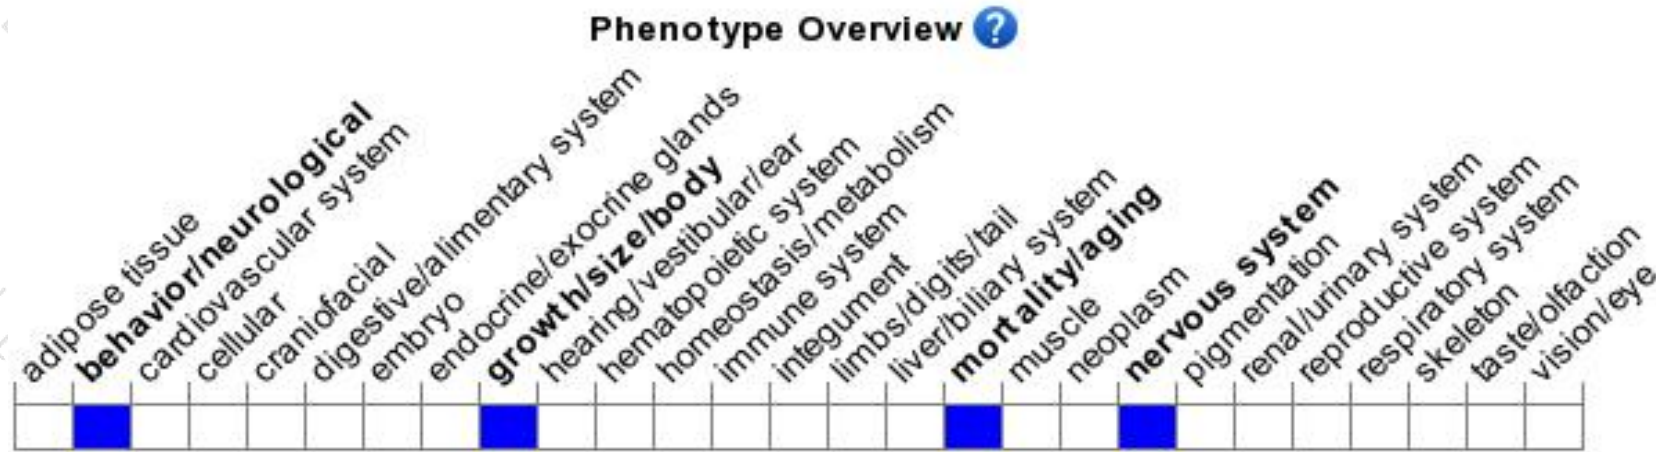 Phenotype Overview ?
adipose tissue
behavior/neurological
cardiovascular system
cellular
craniofacial
digestive/alimentary system
embryo
endocrine/exocrine glands
growth/size/body
hearing/vestibular/ear
hematopoietic system
homeostasis/metabolism
immune system
integument
limbs/digits/tail
liver/biliary system
mortality/aging
muscle
neoplasm
nervous system
pigmentation
renal/urinary system
reproductive system
respiratory system
skeleton
taste/olfaction
vision/eye